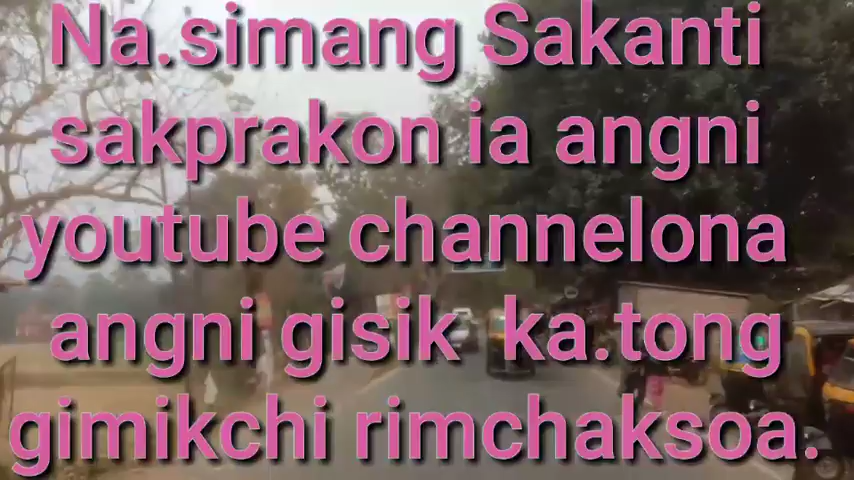 Na.simang Sakanti
sakprakon ia angni
youtube channelona
angni gisik ka.tong
gimikchi rimchaksoa.